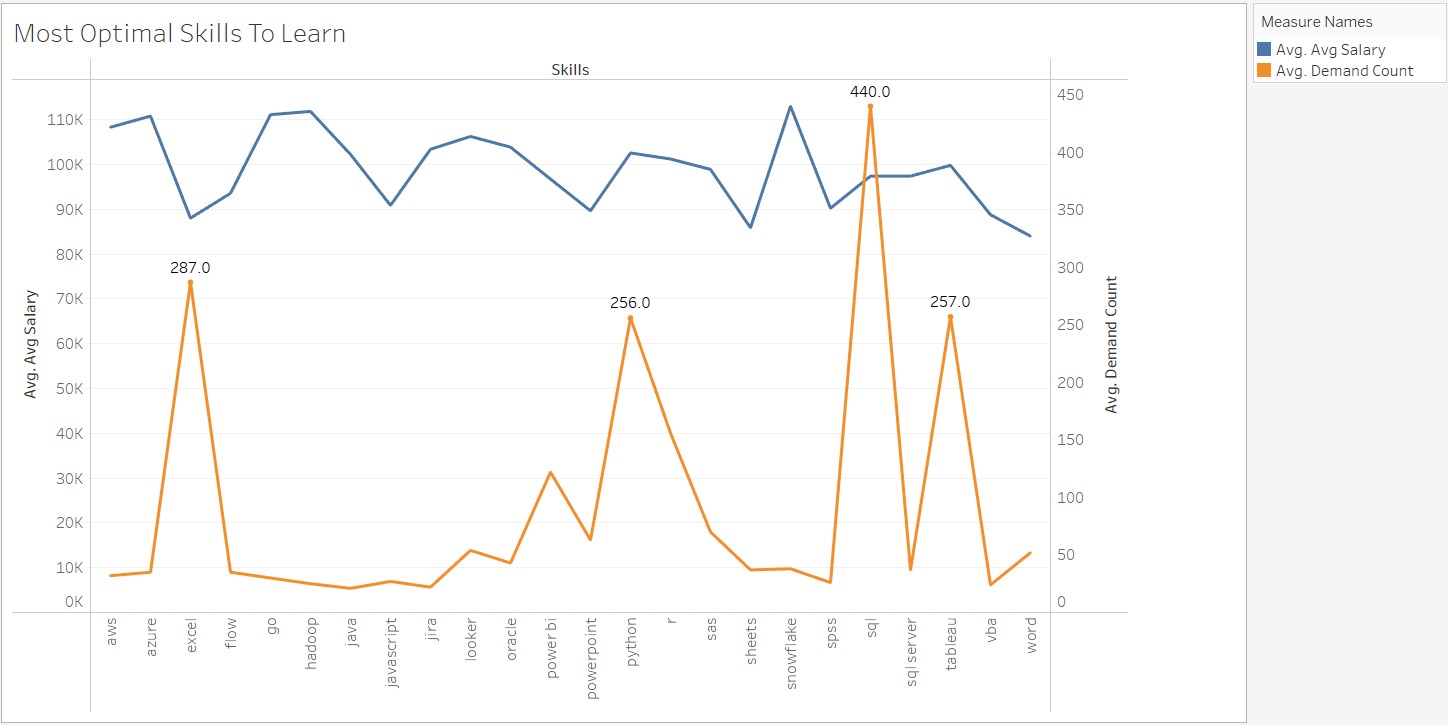 Most Optimal Skills To Learn
Measure Names
Avg. Avg Salary
Avg. Demand Count
Skills
110K
100K
90K
80K
70K
60K
50K
40K
30K
20K
10K
0K
Avg. Avg Salary
287.0
256.0
440.0
257.0
450
400
350
300
250
200
150
100
50
0
Avg. Demand Count
aws
azure
excel
flow
go
hadoop
java
javascript
jira
looker
oracle
power bi
powerpoint
python
r
sas
sheets
snowflake
spss
sql
sql server
tableau
vba
word